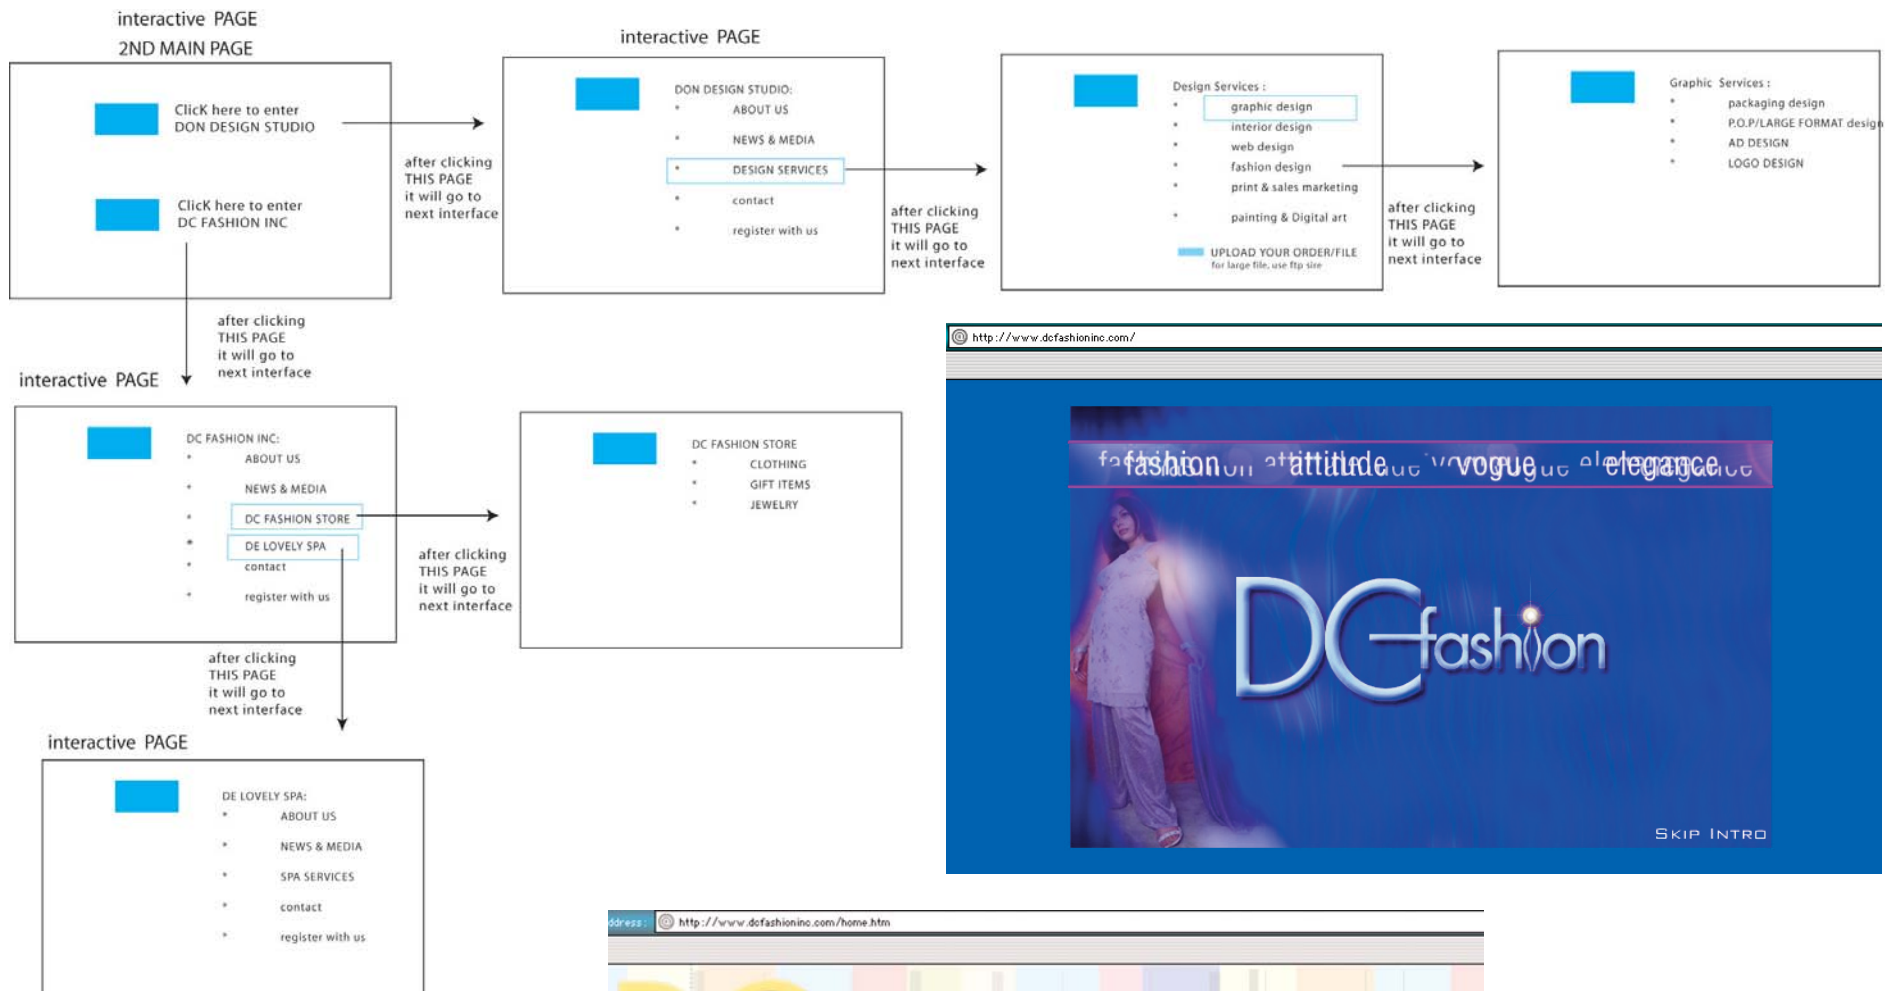 interactive PAGE
2ND MAIN PAGE
ClicK here to enter
DON DESIGN STUDIO
ClicK here to enter
DC FASHION INC
after clicking
THIS PAGE
it will go to
next interface
interactive PAGE
DON DESIGN STUDIO:
* ABOUT US
* NEWS & MEDIA
* DESIGN SERVICES
* contact
* register with us
after clicking
THIS PAGE
it will go to
next interface
Design Services :
* graphic design
* interior design
* web design
* fashion design
* print & sales marketing
* painting & Digital art
UPLOAD YOUR ORDER/FILE
for large file, use ftp sire
after clicking
THIS PAGE
it will go to
next interface
Graphic Services :
* packaging design
* P.O.P/LARGE FORMAT design
* AD DESIGN
* LOGO DESIGN
after clicking
THIS PAGE
it will go to
next interface
interactive PAGE
DC FASHION INC:
* ABOUT US
* NEWS & MEDIA
* DC FASHION STORE
* DE LOVELY SPA
* contact
* register with us
after clicking
THIS PAGE
it will go to
next interface
DC FASHION STORE
* CLOTHING
* GIFT ITEMS
* JEWELRY
after clicking
THIS PAGE
it will go to
next interface
interactive PAGE
DE LOVELY SPA:
* ABOUT US
* NEWS & MEDIA
* SPA SERVICES
* contact
* register with us
http://www.dcfashioninc.com/
fashion attitude vogue elegance
DC fashion
SKIP INTRO
ddress: http://www.dcfashioninc.com/home.htm